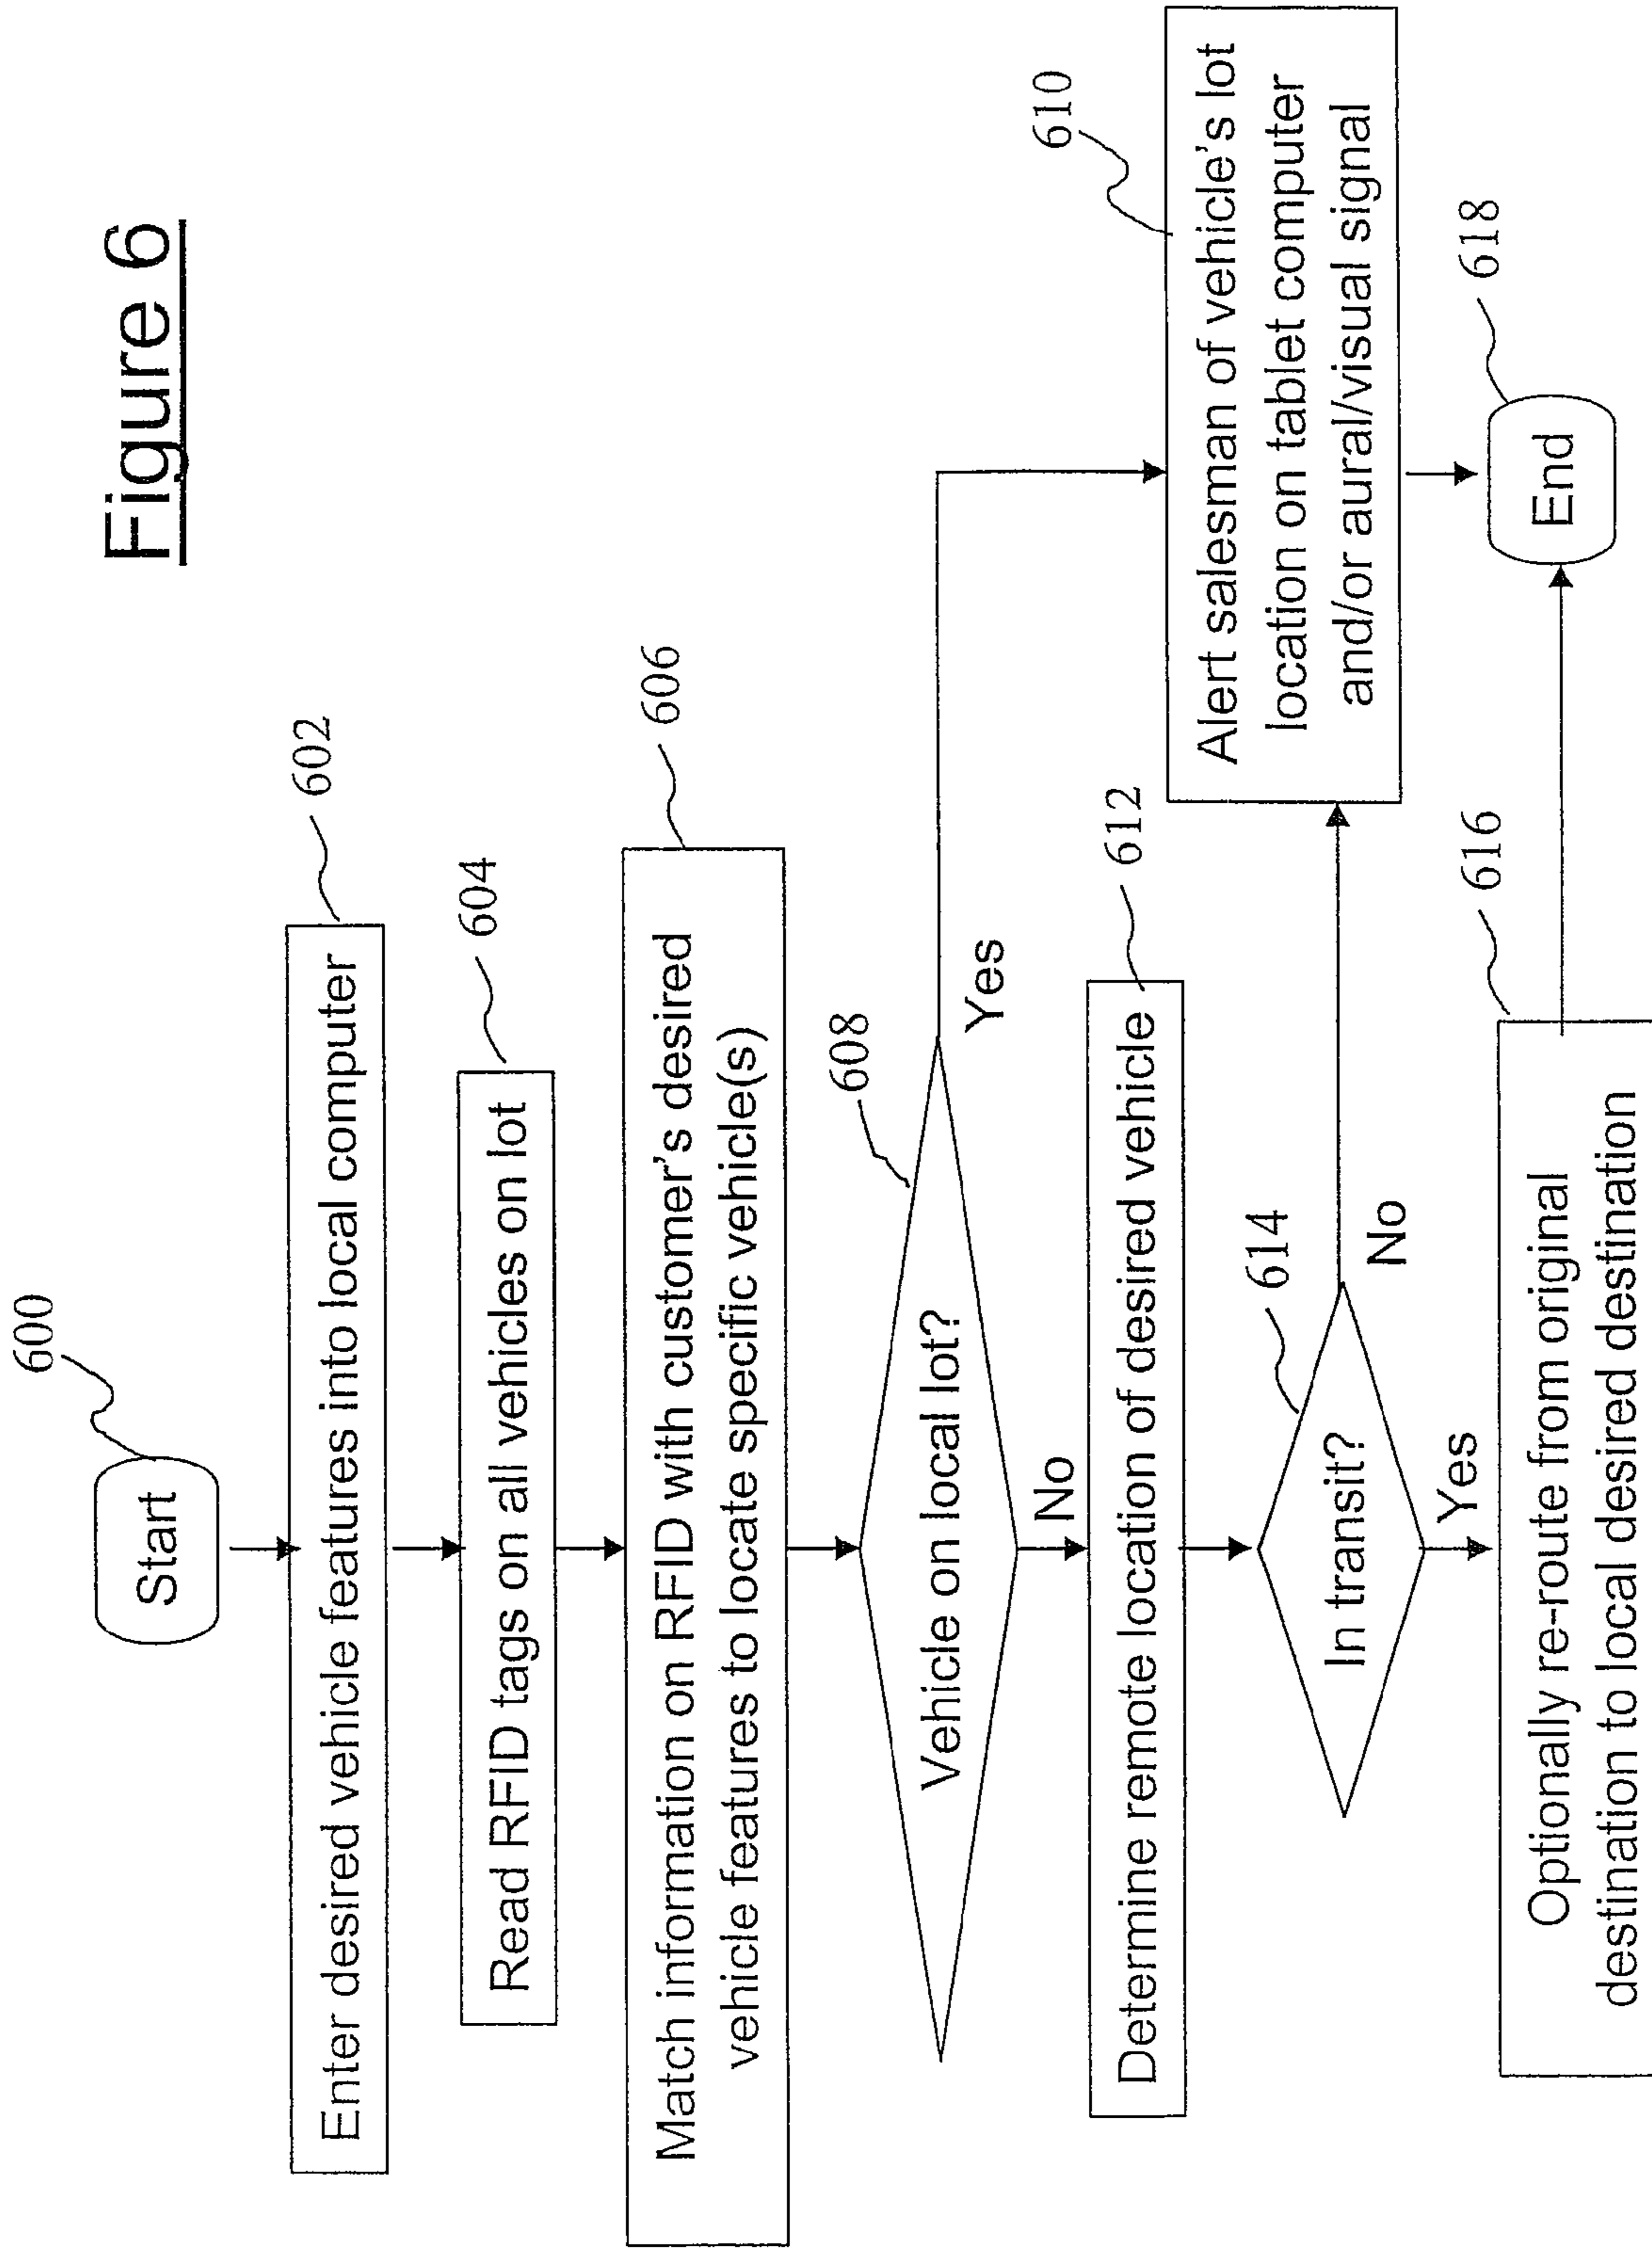 Figure 6
600
Start
602
Enter desired vehicle features into local computer
604
Read RFID tags on all vehicles on lot
606
Match information on RFID with customer's desired
vehicle features to locate specific vehicle(s)
608
Vehicle on local lot?
Yes
No
610
Alert salesman of vehicle's lot
location on tablet computer
and/or aural/visual signal
612
Determine remote location of desired vehicle
614
In transit?
No
Yes
616
Optionally re-route from original
destination to local desired destination
618
End